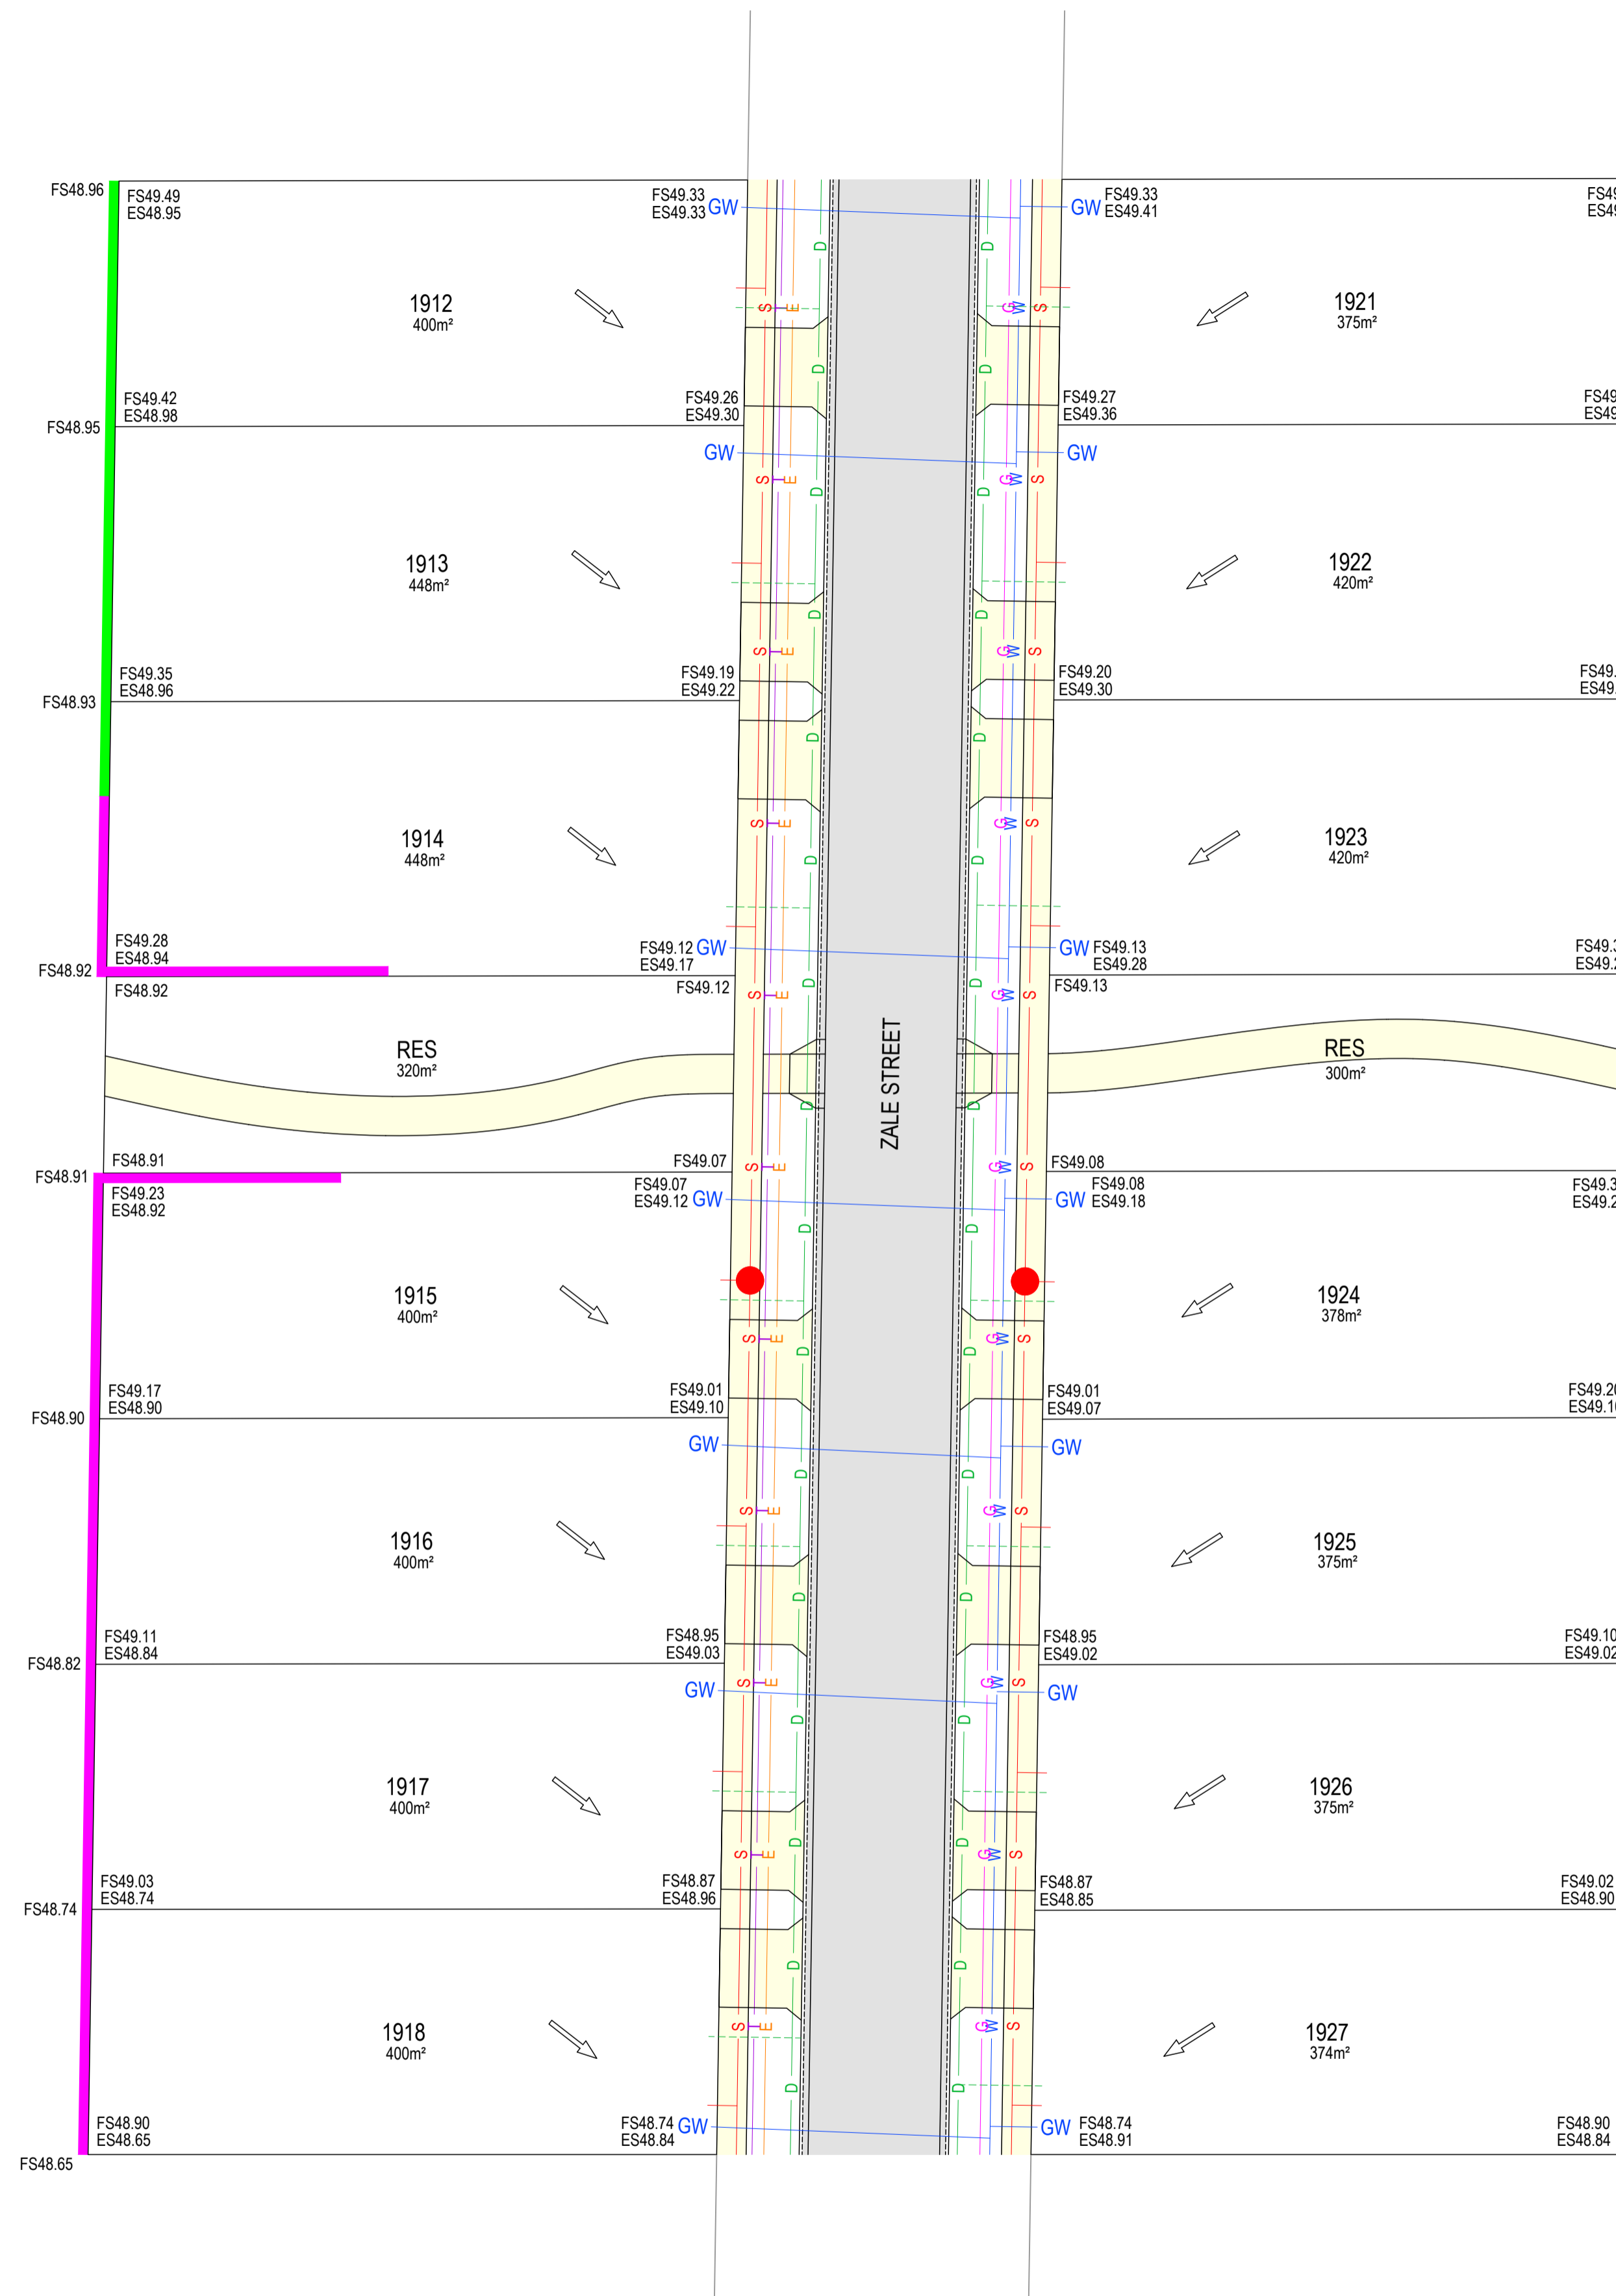 FS48.96
FS49.49
ES48.95
FS49.33
ES49.33
GW
GW
FS49.33
ES49.41
D
D
1912
400m²
S
T
E
G
W
S
1921
375m²
D
D
FS49.42
ES48.98
FS48.95
FS49.26
ES49.30
FS49.27
ES49.36
GW
GW
S
T
E
D
D
G
W
S
1913
448m²
1922
420m²
D
D
S
T
E
G
W
S
FS49.35
ES48.96
FS48.93
FS49.19
ES49.22
FS49.20
ES49.30
D
D
S
T
E
G
W
S
1914
448m²
1923
420m²
D
D
FS49.28
ES48.94
FS48.92
FS49.12
ES49.17
GW
GW
FS49.13
ES49.28
FS48.92
FS49.12
S
T
E
D
D
G
W
S
FS49.13
RES
320m²
ZALE STREET
RES
300m²
D
D
FS48.91
FS48.91
FS49.07
S
T
E
G
W
S
FS49.08
FS49.23
ES48.92
FS49.07
ES49.12
GW
GW
FS49.08
ES49.18
D
D
1915
400m²
1924
378m²
S
T
E
D
D
G
W
S
FS49.17
ES48.90
FS48.90
FS49.01
ES49.10
FS49.01
ES49.07
GW
GW
D
D
S
T
E
G
W
S
1916
400m²
1925
375m²
D
D
FS49.11
ES48.84
FS48.82
FS48.95
ES49.03
FS48.95
ES49.02
FS49.10
ES49.02
S
T
E
G
W
S
GW
GW
D
D
1917
400m²
1926
375m²
D
D
S
T
E
G
W
S
FS49.03
ES48.74
FS48.74
FS48.87
ES48.96
FS48.87
ES48.85
FS49.02
ES48.90
D
D
S
T
E
G
W
S
1918
400m²
1927
374m²
D
D
FS48.90
ES48.65
FS48.65
FS48.74
ES48.84
GW
GW
FS48.74
ES48.91
FS48.90
ES48.84